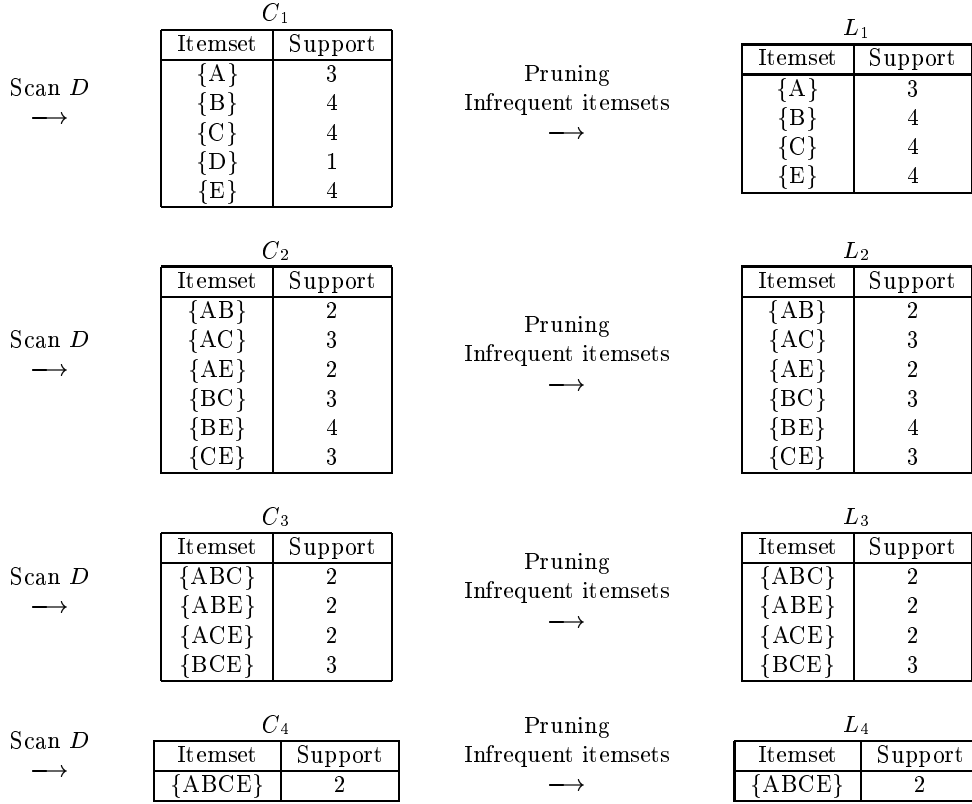 C1
L1
Itemset Support
Itemset Support
{A} 3
{A} 3
Scan D
Pruning
{B} 4
{B} 4
⟶
Infrequent itemsets
{C} 4
{C} 4
⟶
{D} 1
{E} 4
{E} 4
C2
L2
Itemset Support
Itemset Support
{AB} 2
{AB} 2
Scan D
Pruning
{AC} 3
{AC} 3
⟶
Infrequent itemsets
{AE} 2
{AE} 2
⟶
{BC} 3
{BC} 3
{BE} 4
{BE} 4
{CE} 3
{CE} 3
C3
L3
Itemset Support
Itemset Support
Scan D
Pruning
{ABC} 2
{ABC} 2
⟶
Infrequent itemsets
{ABE} 2
{ABE} 2
⟶
{ACE} 2
{ACE} 2
{BCE} 3
{BCE} 3
C4
L4
Scan D
Pruning
Itemset Support
Itemset Support
⟶
Infrequent itemsets
{ABCE} 2
⟶
{ABCE} 2